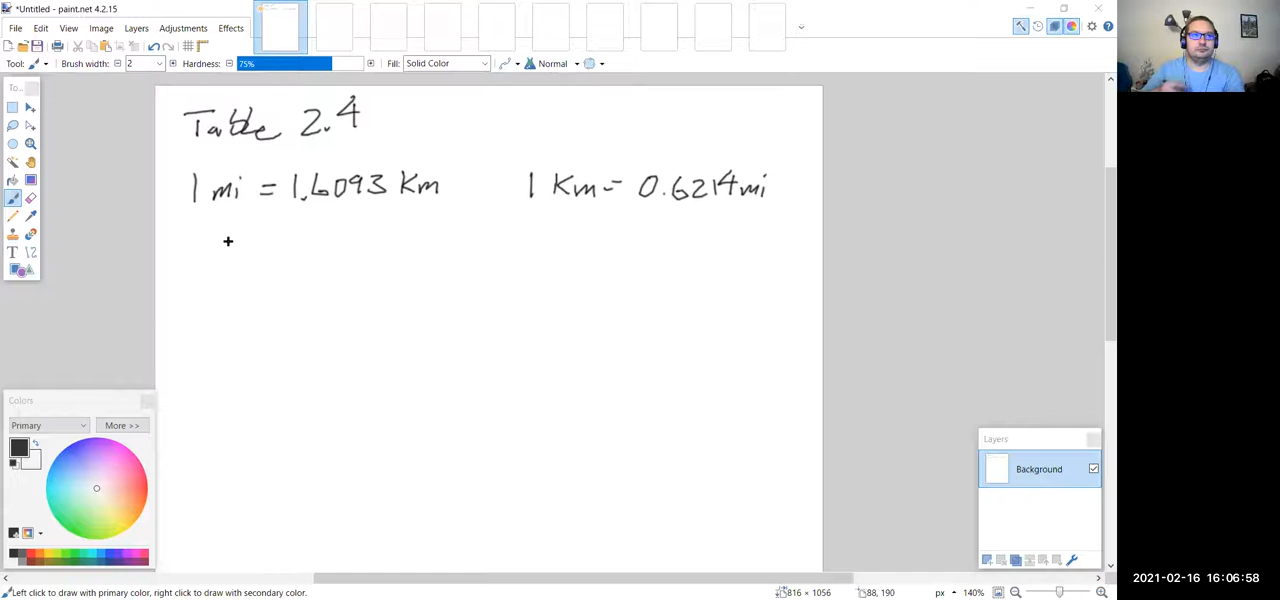 *Untitled - paint.net 4.2.15
File Edit View Image Layers Adjustments Effects
Tool: Brush width: 2 Hardness: 75% Fill: Solid Color Normal
To...
Table 2.4
1 mi = 1.6093 Km 1 Km = 0.6214 mi
Colors
Primary More >>
Layers
Background
Left click to draw with primary color, right click to draw with secondary color. 816 × 1056 88, 190 px 140%
2021-02-16 16:06:58